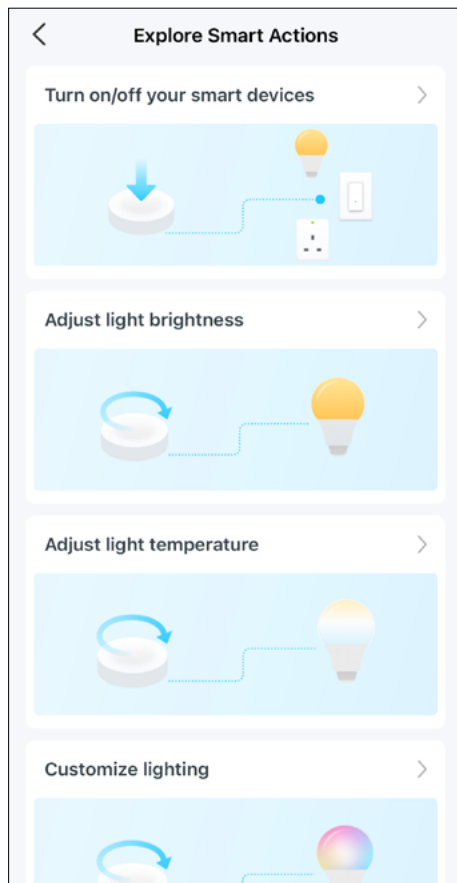 Explore Smart Actions
Turn on/off your smart devices
Adjust light brightness
Adjust light temperature
Customize lighting